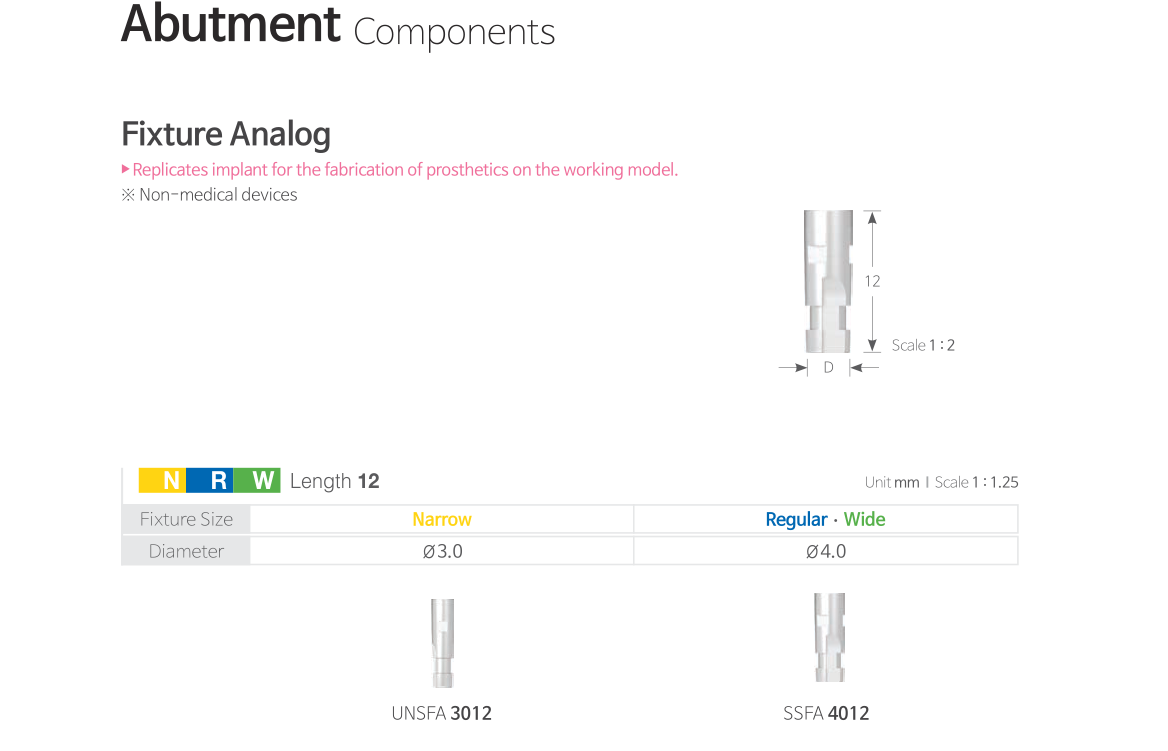 Abutment Components
Fixture Analog
▶Replicates implant for the fabrication of prosthetics on the working model.
※ Non-medical devices
12
Scale 1 : 2
D
N R W Length 12
Unit mm | Scale 1 : 1.25
Fixture Size Narrow Regular · Wide
Diameter Ø3.0 Ø4.0
UNSFA 3012 SSFA 4012